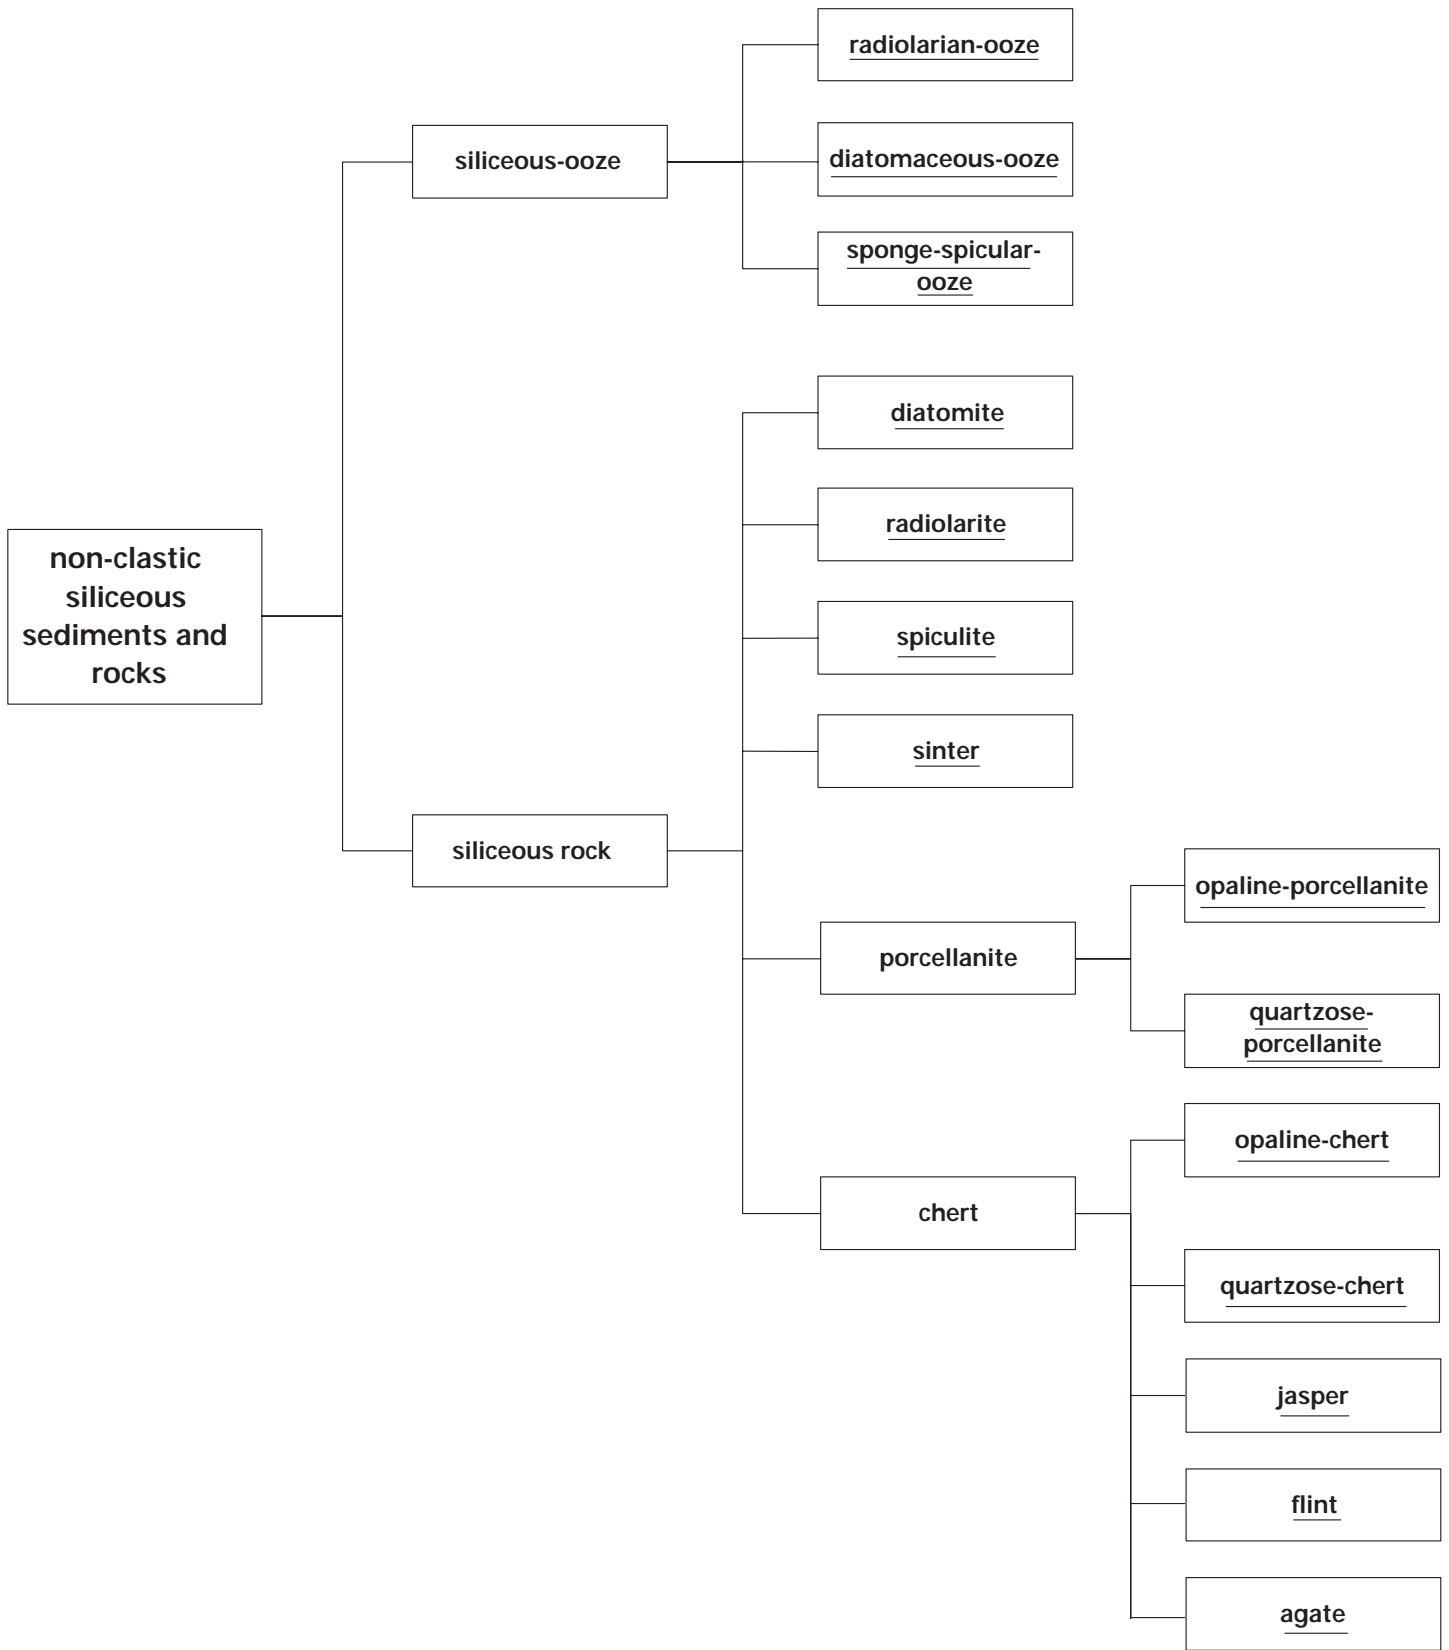 radiolarian-ooze
siliceous-ooze
diatomaceous-ooze
sponge-spicular-
ooze
diatomite
radiolarite
non-clastic
siliceous
sediments and
rocks
spiculite
sinter
siliceous rock
opaline-porcellanite
porcellanite
quartzose-
porcellanite
opaline-chert
chert
quartzose-chert
jasper
flint
agate